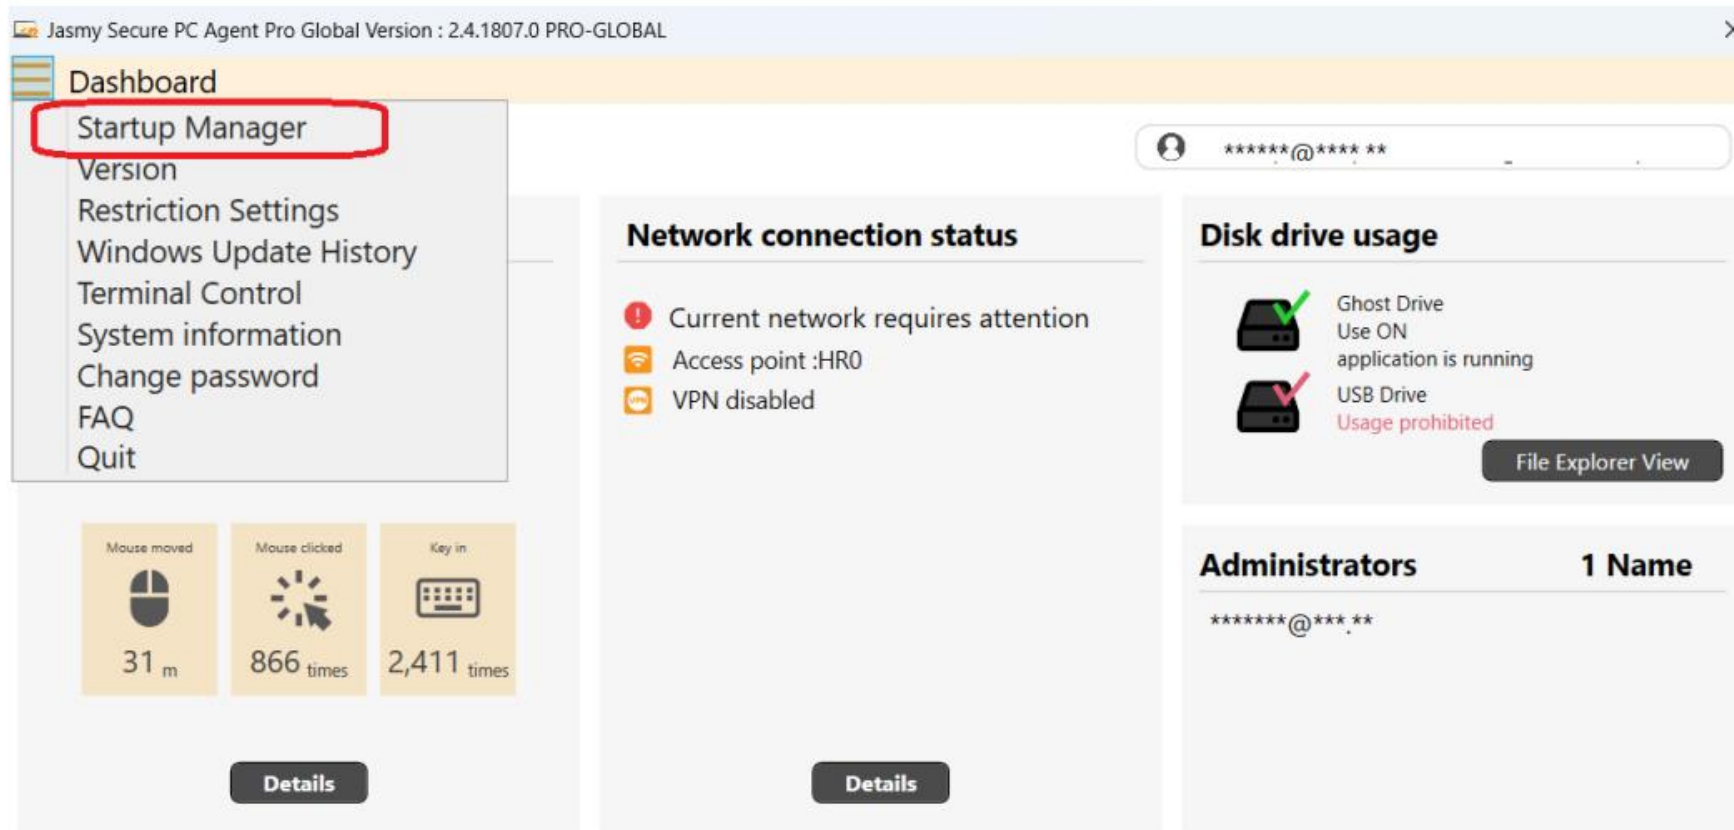 Jasmy Secure PC Agent Pro Global Version : 2.4.1807.0 PRO-GLOBAL
Dashboard
Startup Manager
Version
Restriction Settings
Windows Update History
Terminal Control
System information
Change password
FAQ
Quit
******@****.**
Mouse moved
31 m
Mouse clicked
866 times
Key in
2,411 times
Details
Network connection status
Current network requires attention
Access point :HR0
VPN disabled
Details
Disk drive usage
Ghost Drive
Use ON
application is running
USB Drive
Usage prohibited
File Explorer View
Administrators 1 Name
*******@***.**